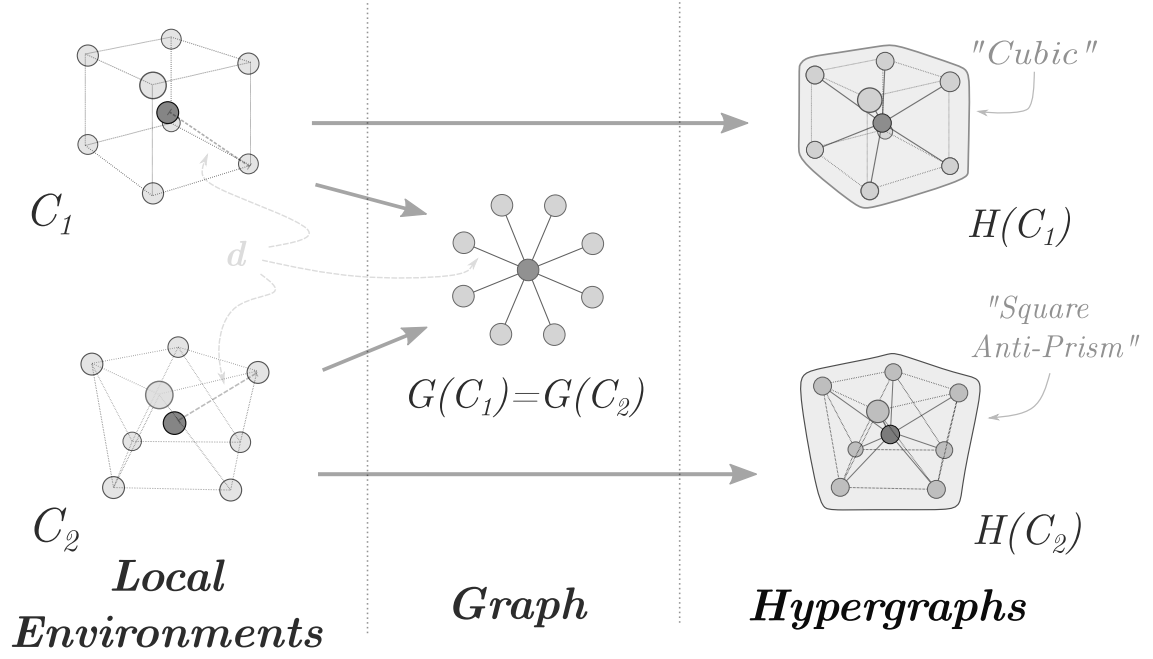 "Cubic"
C1
H(C1)
d
"Square
Anti-Prism"
G(C1)=G(C2)
C2
H(C2)
Local
Environments
Graph
Hypergraphs